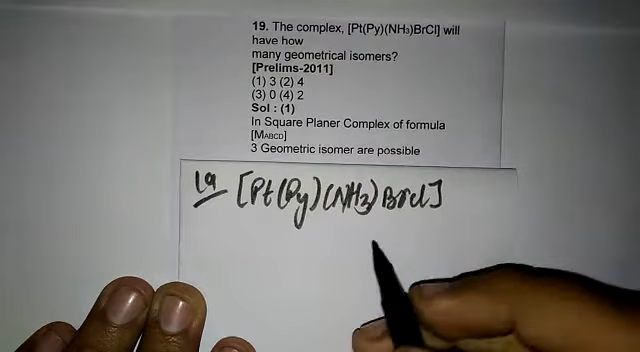 19. The complex, [Pt(Py)(NH₃)BrCl] will
have how
many geometrical isomers?
[Prelims-2011]
(1) 3 (2) 4
(3) 0 (4) 2
Sol : (1)
In Square Planer Complex of formula
[MABCD]
3 Geometric isomer are possible
19 [Pt(Py)(NH3)BrCl]